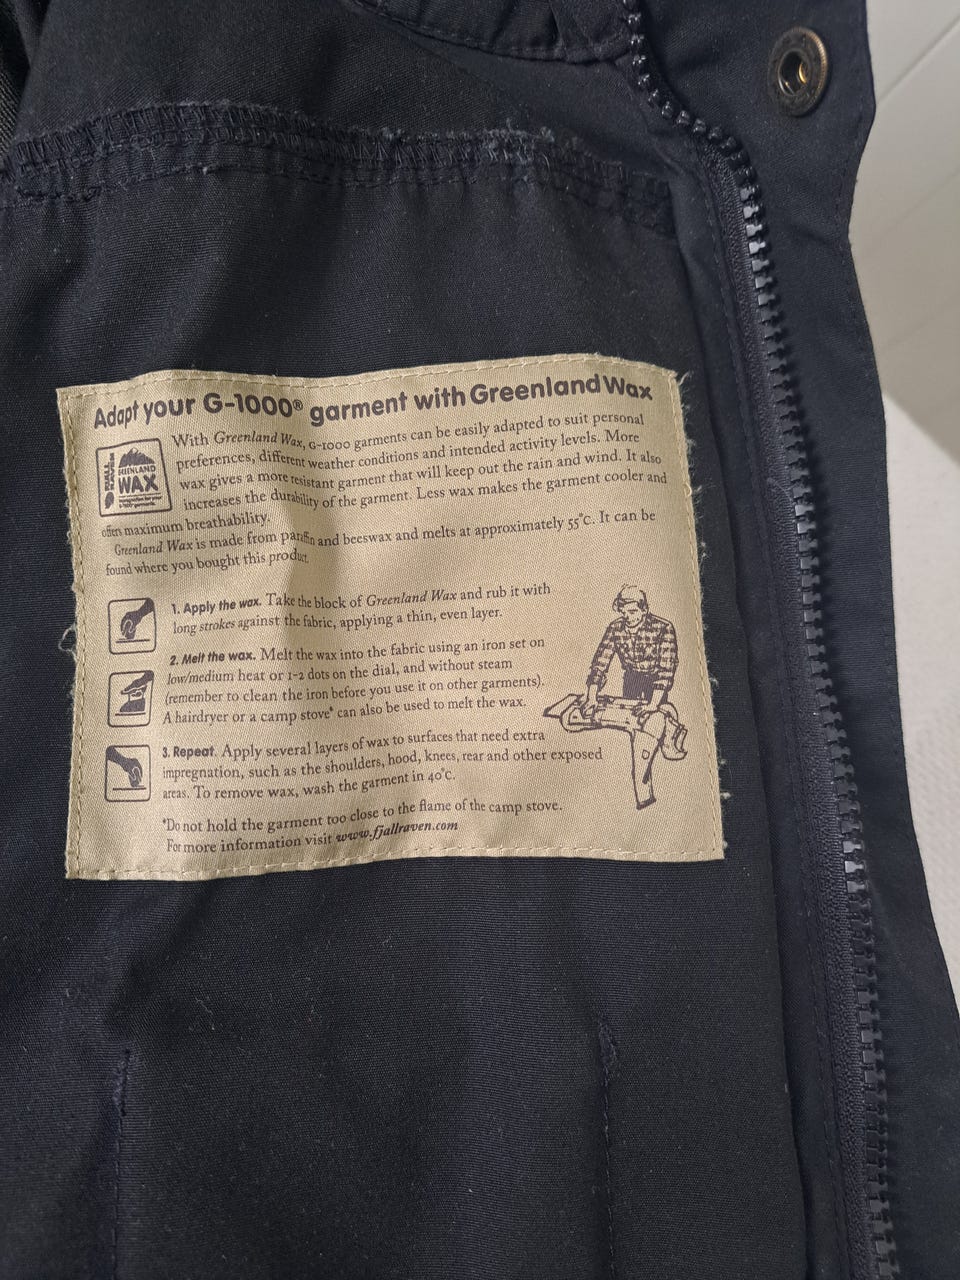 Adapt your G-1000® garment with Greenland Wax
FJÄLL RÄVEN
GREENLAND
WAX
With Greenland Wax, G-1000 garments can be easily adapted to suit personal
preferences, different weather conditions and intended activity levels. More
wax gives a more resistant garment that will keep out the rain and wind. It also
increases the durability of the garment. Less wax makes the garment cooler and
offers maximum breathability.
Greenland Wax is made from paraffin and beeswax and melts at approximately 55°C. It can be
found where you bought this product.
1. Apply the wax. Take the block of Greenland Wax and rub it with
long strokes against the fabric, applying a thin, even layer.
2. Melt the wax. Melt the wax into the fabric using an iron set on
low/medium heat or 1-2 dots on the dial, and without steam
(remember to clean the iron before you use it on other garments).
A hairdryer or a camp stove* can also be used to melt the wax.
3. Repeat. Apply several layers of wax to surfaces that need extra
impregnation, such as the shoulders, hood, knees, rear and other exposed
areas. To remove wax, wash the garment in 40°C.
*Do not hold the garment too close to the flame of the camp stove.
For more information visit www.fjallraven.com